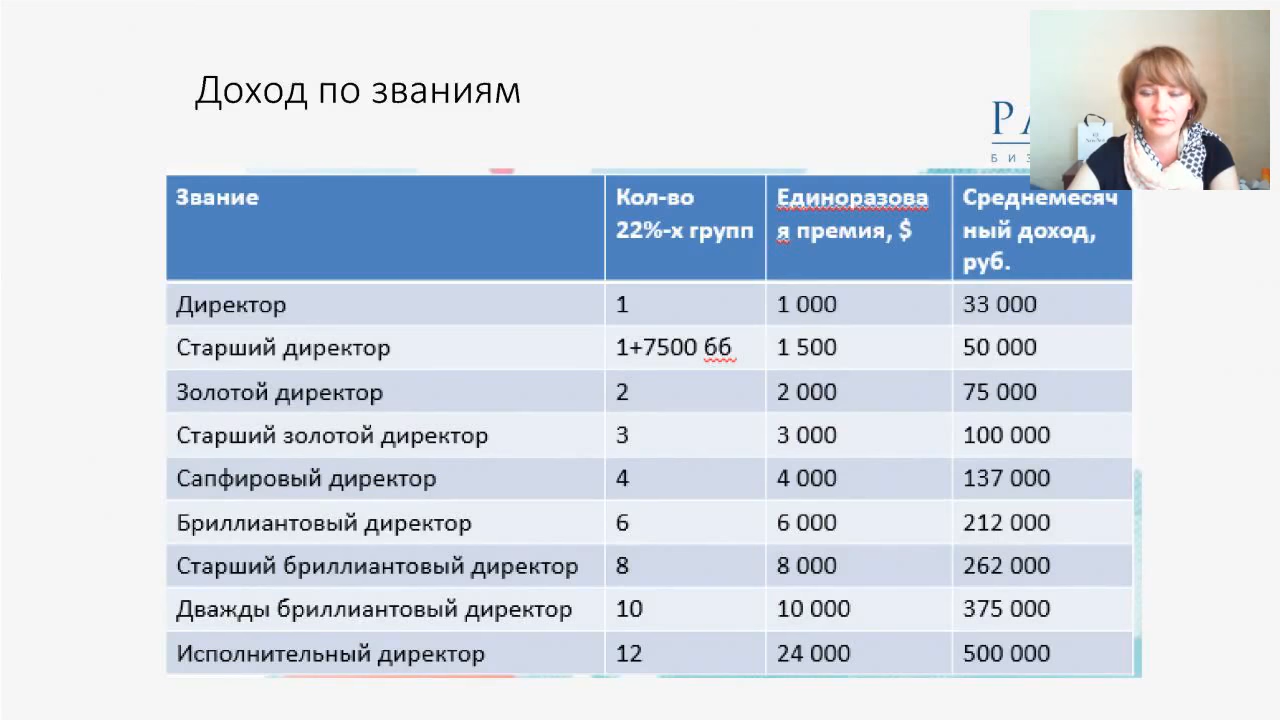 Доход по званиям
Звание
Кол-во
22%-х групп
Единоразова
я премия, $
Среднемесяч
ный доход,
руб.
Директор 1 1 000 33 000
Старший директор 1+7500 бб 1 500 50 000
Золотой директор 2 2 000 75 000
Старший золотой директор 3 3 000 100 000
Сапфировый директор 4 4 000 137 000
Бриллиантовый директор 6 6 000 212 000
Старший бриллиантовый директор 8 8 000 262 000
Дважды бриллиантовый директор 10 10 000 375 000
Исполнительный директор 12 24 000 500 000